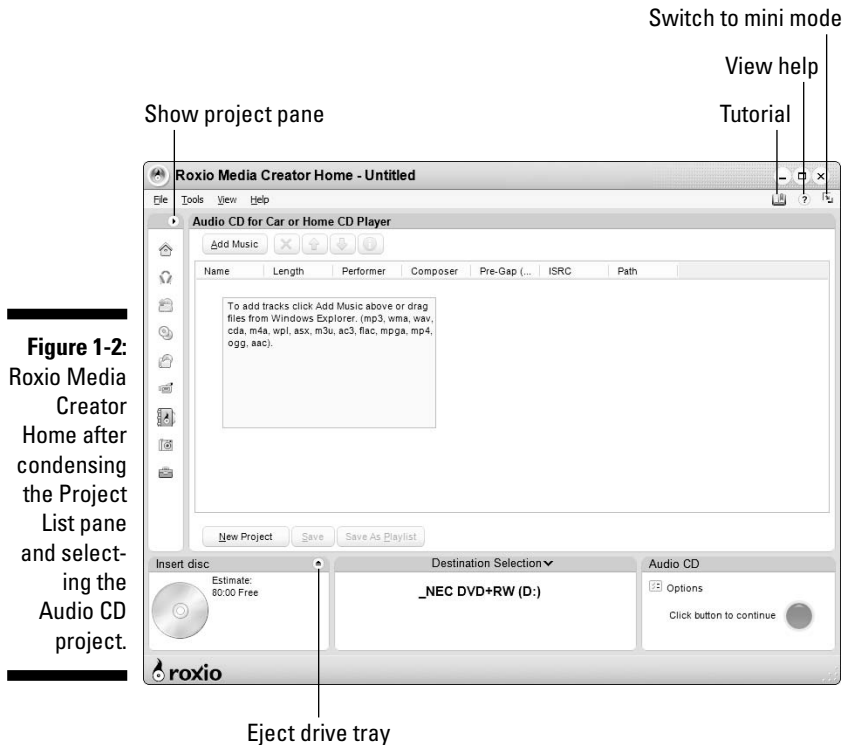 Switch to mini mode
View help
Show project pane
Tutorial
Roxio Media Creator Home - Untitled
File Tools View Help
?
Audio CD for Car or Home CD Player
Add Music
Name Length Performer Composer Pre-Gap (... ISRC Path
To add tracks click Add Music above or drag
files from Windows Explorer. (mp3, wma, wav,
cda, m4a, wpl, asx, m3u, ac3, flac, mpga, mp4,
ogg, aac).
Figure 1-2:
Roxio Media
Creator
Home after
condensing
the Project
List pane
and select-
ing the
Audio CD
project.
New Project Save Save As Playlist
Insert disc
Estimate:
80:00 Free
Destination Selection
_NEC DVD+RW (D:)
Audio CD
Options
Click button to continue
roxio
Eject drive tray